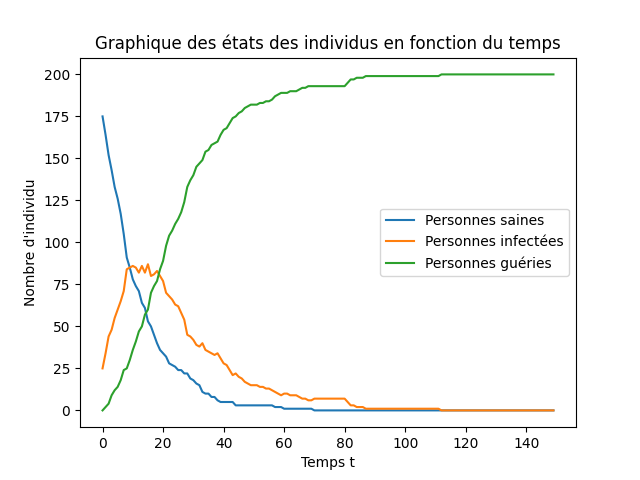 Graphique des états des individus en fonction du temps
200
175
150
125
100
75
50
25
0
Nombre d'individu
Personnes saines
Personnes infectées
Personnes guéries
0 20 40 60 80 100 120 140
Temps t